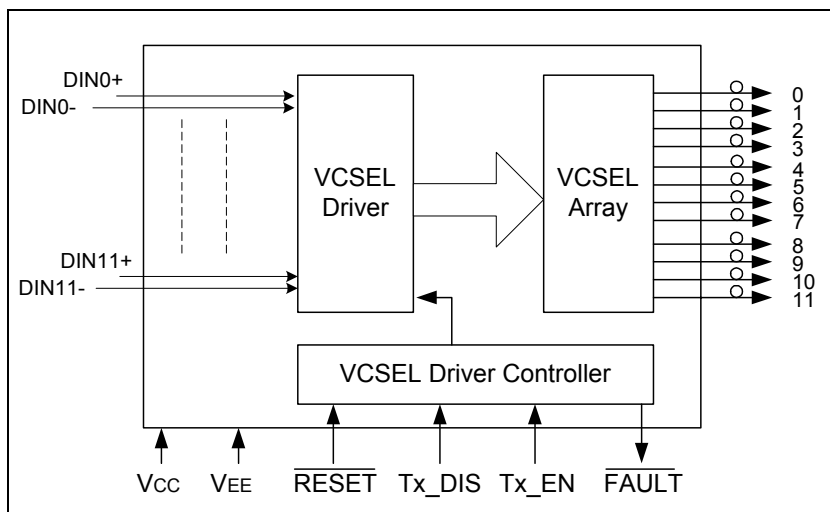 DIN0+
DIN0-
DIN11+
DIN11-
VCSEL
Driver
VCSEL
Array
0
1
2
3
4
5
6
7
8
9
10
11
VCSEL Driver Controller
VCC
VEE
RESET
Tx_DIS
Tx_EN
FAULT